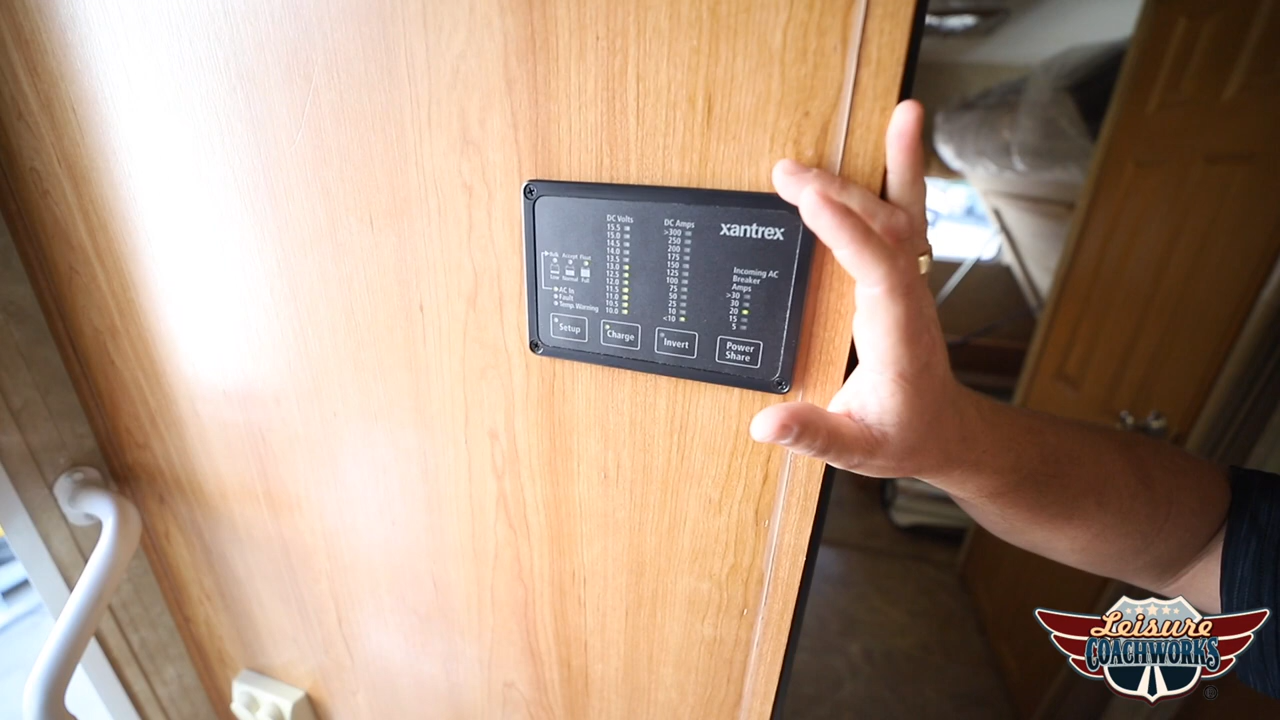 xantrex
DC Volts
15.5
15.0
14.5
14.0
13.5
13.0
12.5
12.0
11.5
11.0
10.5
10.0
DC Amps
>300
250
200
175
150
125
100
75
50
25
10
<10
Incoming AC
Breaker
Amps
>30
30
20
15
5
Bulk Accept Float
Low Normal Full
AC In
Fault
Temp. Warning
Setup
Charge
Invert
Power
Share
Leisure
COACHWORKS